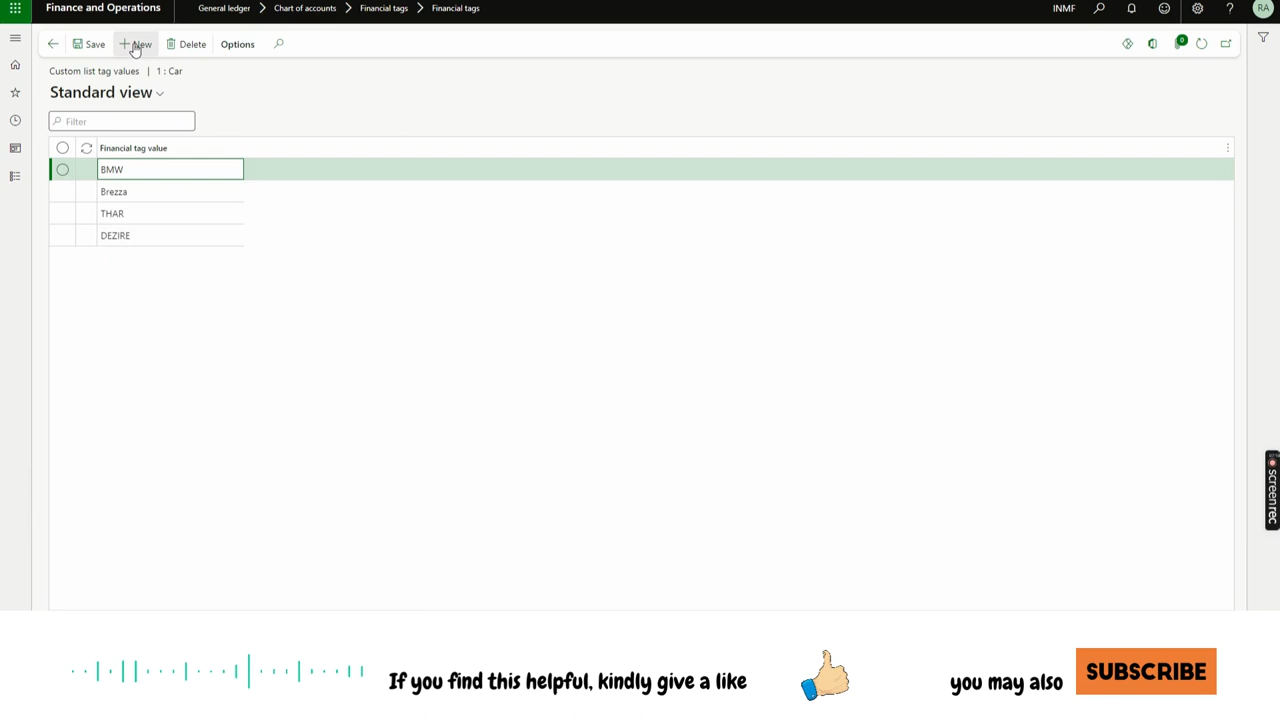 Finance and Operations
General ledger > Chart of accounts > Financial tags > Financial tags
INMF
RA
Save
New
Delete
Options
0
Custom list tag values | 1 : Car
Standard view
Filter
Financial tag value
BMW
Brezza
THAR
DEZIRE
screenrec
If you find this helpful, kindly give a like
you may also
SUBSCRIBE